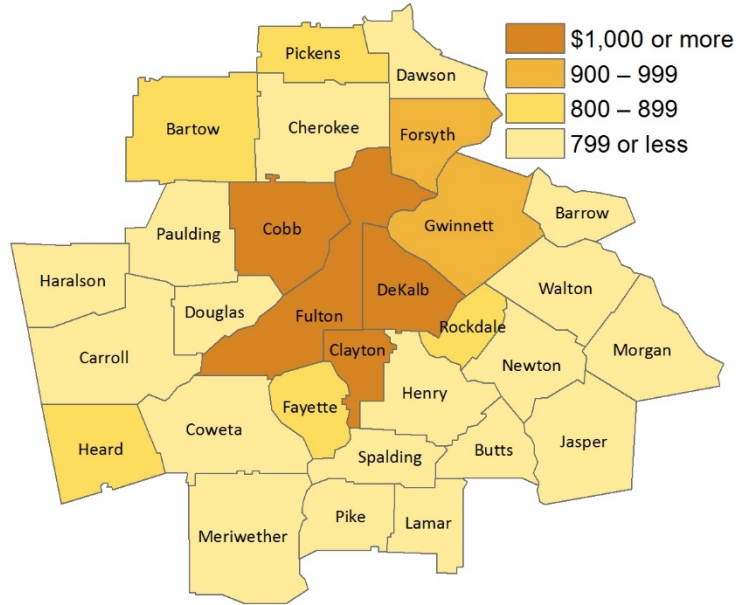 $1,000 or more
900 – 999
800 – 899
799 or less
Pickens
Dawson
Bartow
Cherokee
Forsyth
Paulding
Cobb
Gwinnett
Barrow
Haralson
Douglas
Fulton
DeKalb
Walton
Rockdale
Carroll
Clayton
Newton
Morgan
Henry
Fayette
Coweta
Heard
Spalding
Butts
Jasper
Meriwether
Pike
Lamar